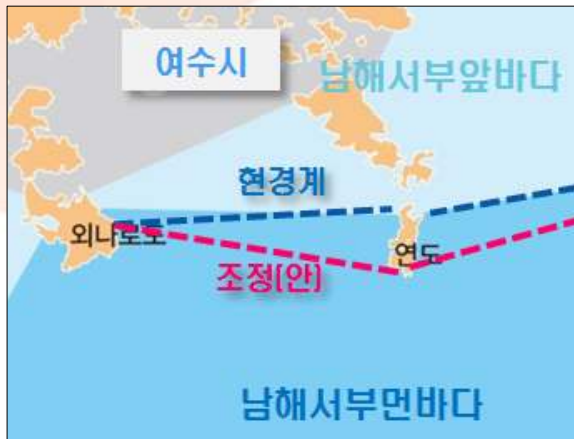 여수시
남해서부앞바다
현경계
외나로도
연도
조정(안)
남해서부먼바다